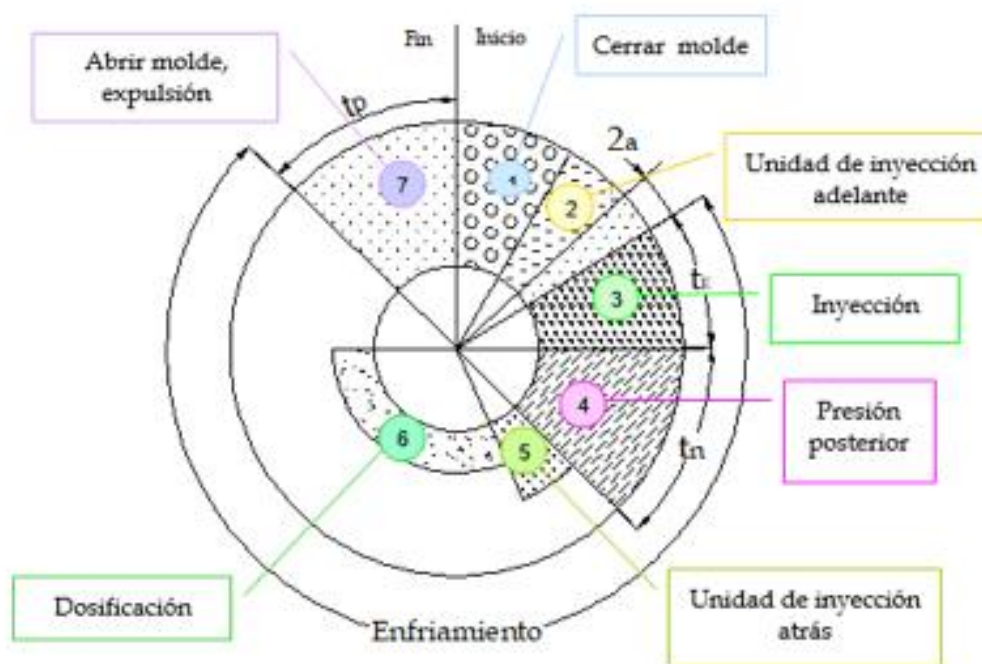 Fin
Inicio
Cerrar molde
Abrir molde,
expulsión
tp
2a
Unidad de inyección
adelante
7
2
3
Inyección
4
Presión
posterior
tn
6
5
Dosificación
Unidad de inyección
atrás
Enfriamiento